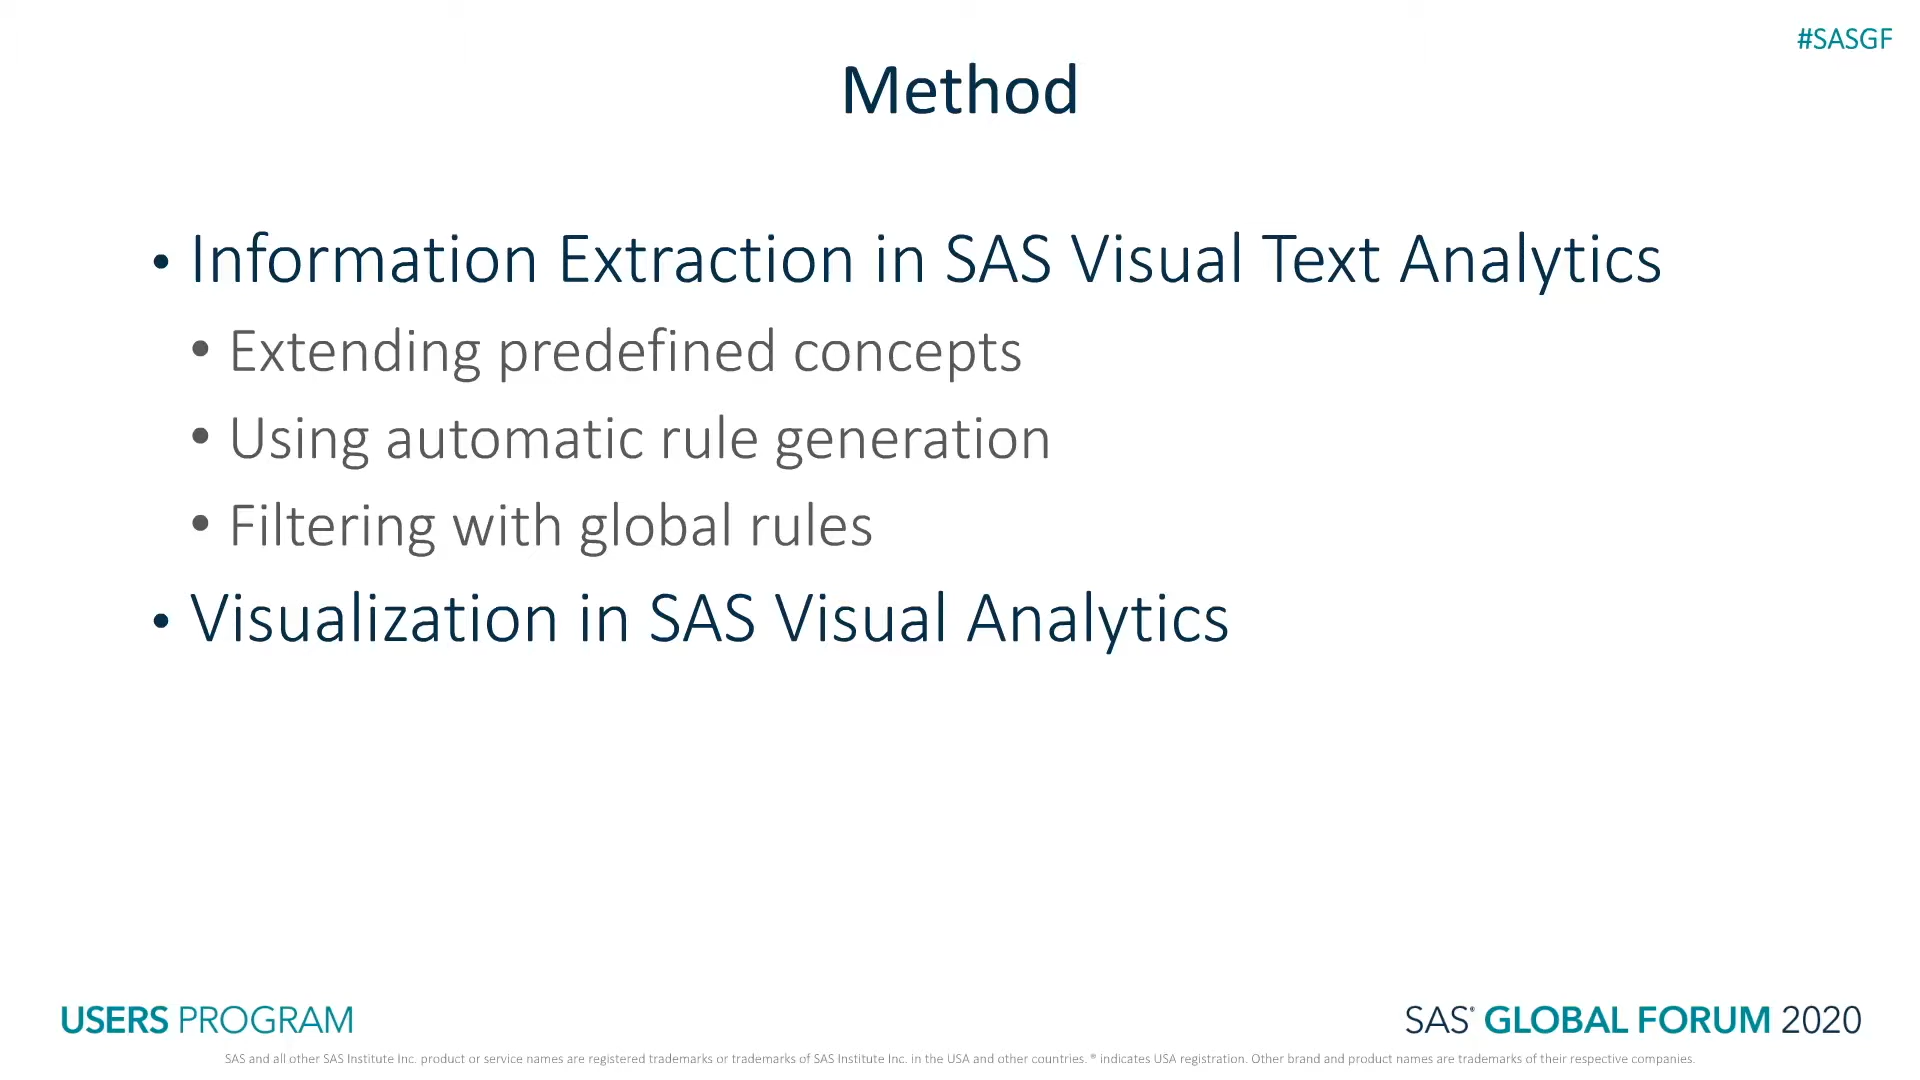 #SASGF
Method
• Information Extraction in SAS Visual Text Analytics
• Extending predefined concepts
• Using automatic rule generation
• Filtering with global rules
• Visualization in SAS Visual Analytics
USERS PROGRAM
SAS® GLOBAL FORUM 2020
SAS and all other SAS Institute Inc. product or service names are registered trademarks or trademarks of SAS Institute Inc. in the USA and other countries. ® indicates USA registration. Other brand and product names are trademarks of their respective companies.